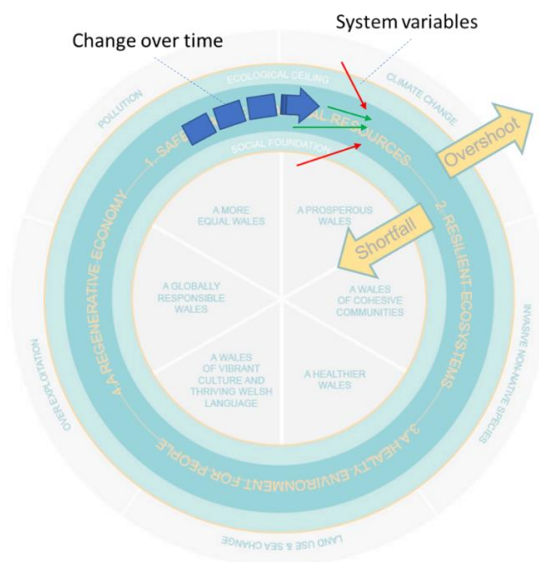 System variables
Change over time
ECOLOGICAL CEILING
CLIMATE CHANGE
POLLUTION
Overshoot
1. SAF
AL RESOURCES
SOCIAL FOUNDATION
A MORE
EQUAL WALES
A PROSPEROUS
WALES
Shortfall
2. RESILIENT ECOSYSTEMS
4. A REGENERATIVE ECONOMY
A GLOBALLY
RESPONSIBLE
WALES
A WALES
OF COHESIVE
COMMUNITIES
A WALES
OF VIBRANT
CULTURE AND
THRIVING WELSH
LANGUAGE
A HEALTHIER
WALES
INVASIVE NON-NATIVE SPECIES
OVER EXPLOITATION
3. A HEALTHY ENVIRONMENT FOR PEOPLE
LAND USE & SEA CHANGE